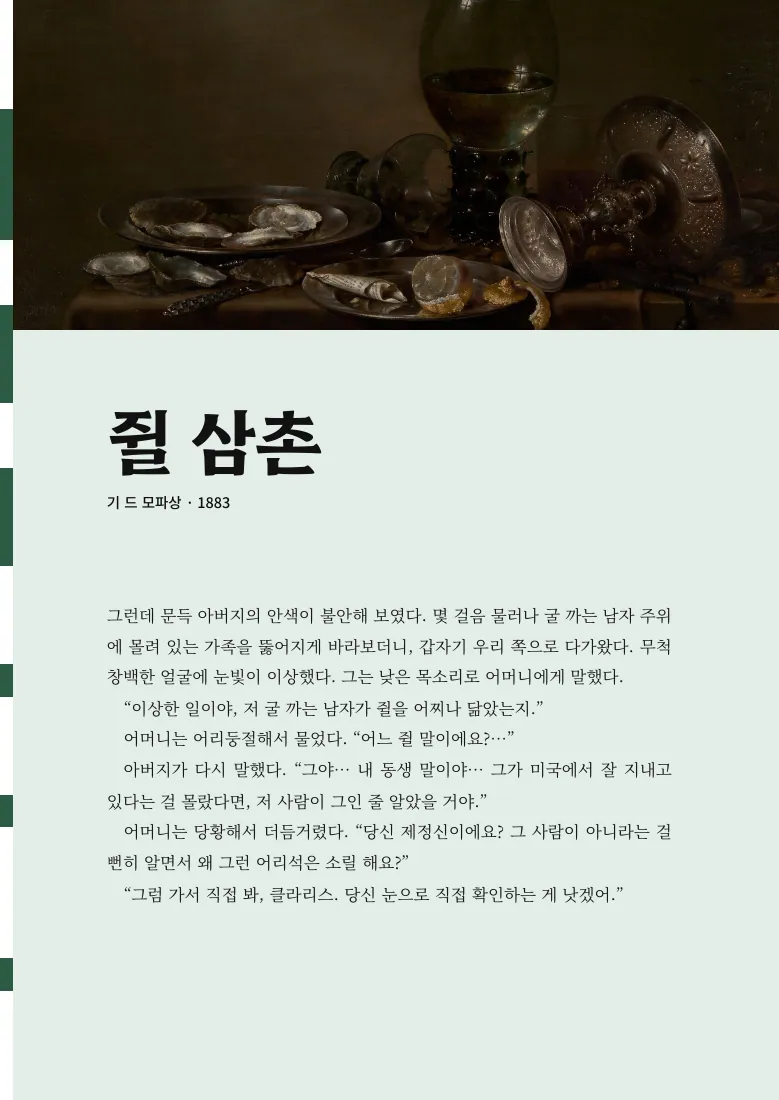 쥘 삼촌
기 드 모파상 · 1883
그런데 문득 아버지의 안색이 불안해 보였다. 몇 걸음 물러나 굴 까는 남자 주위
에 몰려 있는 가족을 뚫어지게 바라보더니, 갑자기 우리 쪽으로 다가왔다. 무척
창백한 얼굴에 눈빛이 이상했다. 그는 낮은 목소리로 어머니에게 말했다.
“이상한 일이야, 저 굴 까는 남자가 쥘을 어찌나 닮았는지.”
어머니는 어리둥절해서 물었다. “어느 쥘 말이에요?…”
아버지가 다시 말했다. “그야… 내 동생 말이야… 그가 미국에서 잘 지내고
있다는 걸 몰랐다면, 저 사람이 그인 줄 알았을 거야.”
어머니는 당황해서 더듬거렸다. “당신 제정신이에요? 그 사람이 아니라는 걸
뻔히 알면서 왜 그런 어리석은 소릴 해요?”
“그럼 가서 직접 봐, 클라리스. 당신 눈으로 직접 확인하는 게 낫겠어.”